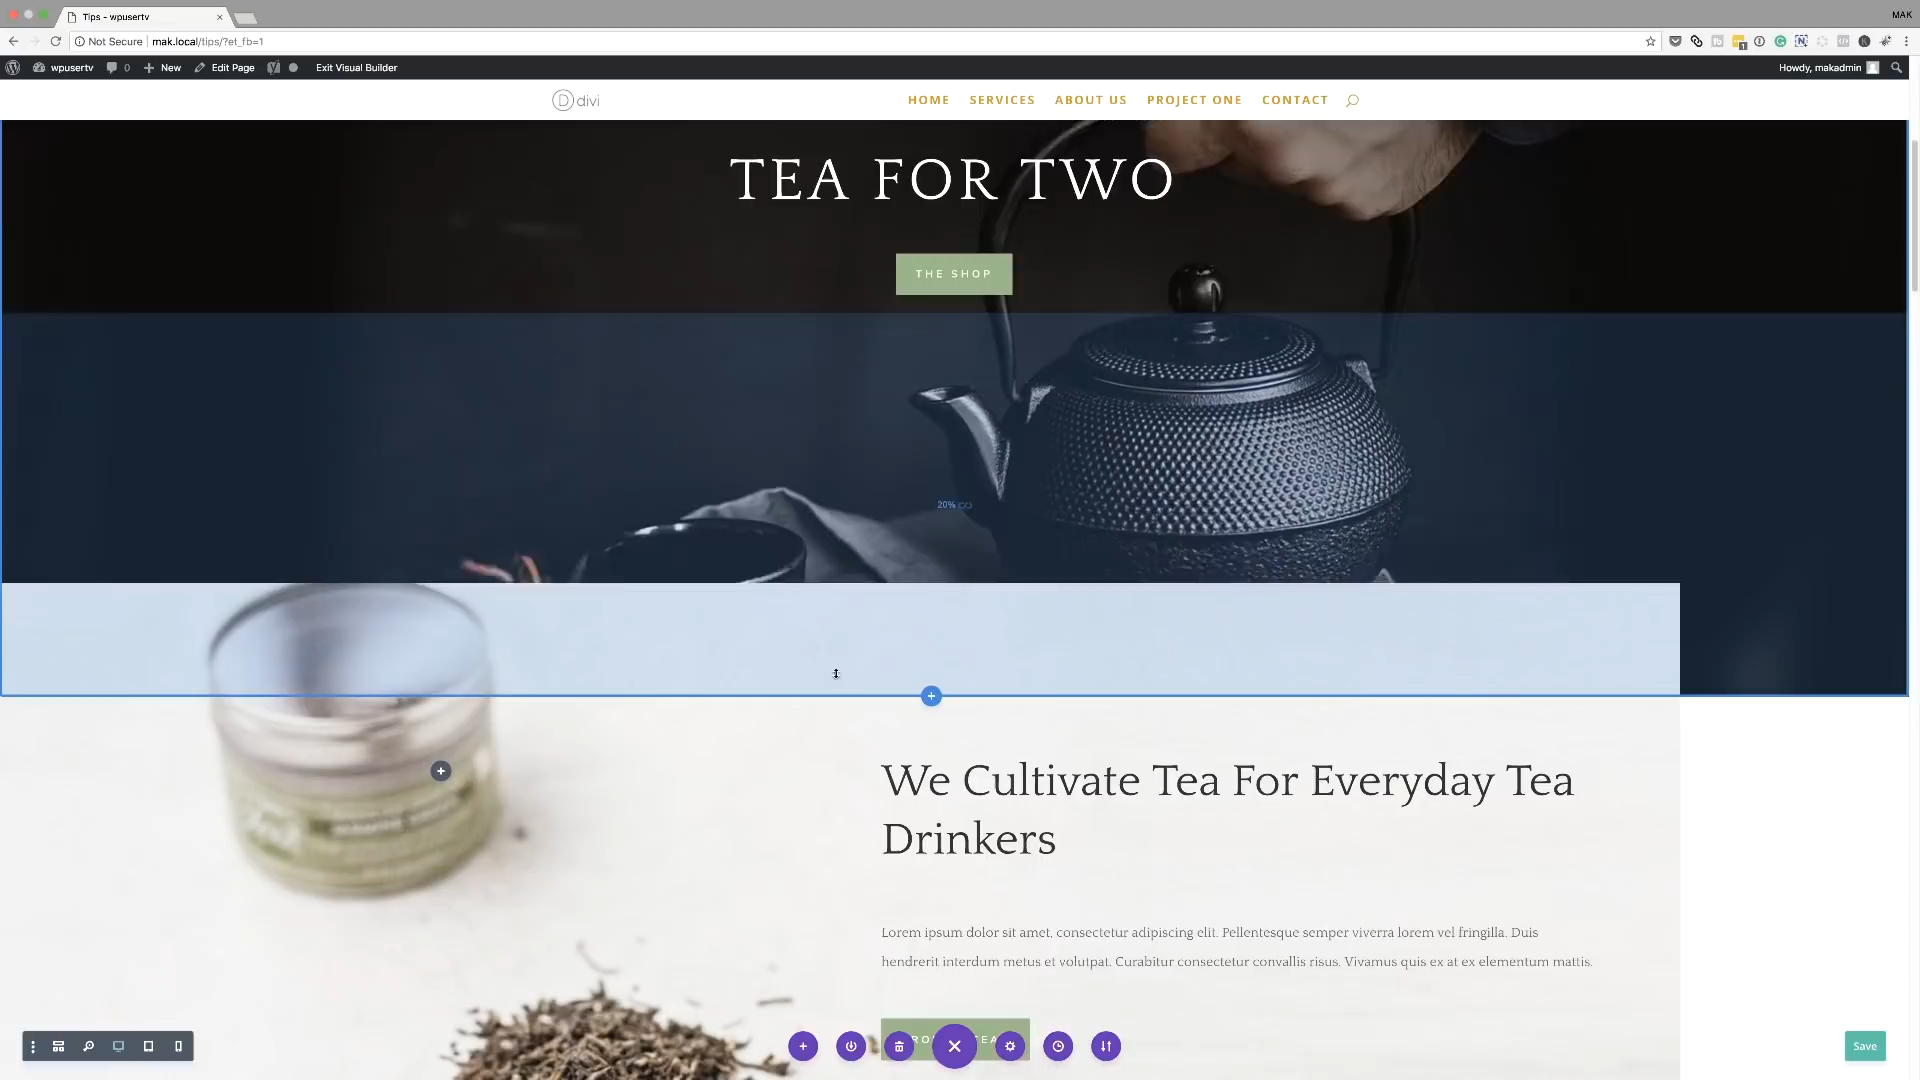 Tips - wpusertv
MAK
Not Secure mak.local/tips/?et_fb=1
wpusertv 0 New Edit Page Exit Visual Builder Howdy, makadmin
D divi HOME SERVICES ABOUT US PROJECT ONE CONTACT
TEA FOR TWO
THE SHOP
20%
We Cultivate Tea For Everyday Tea
Drinkers
Lorem ipsum dolor sit amet, consectetur adipiscing elit. Pellentesque semper viverra lorem vel fringilla. Duis
hendrerit interdum metus et volutpat. Curabitur consectetur convallis risus. Vivamus quis ex at ex elementum mattis.
Save